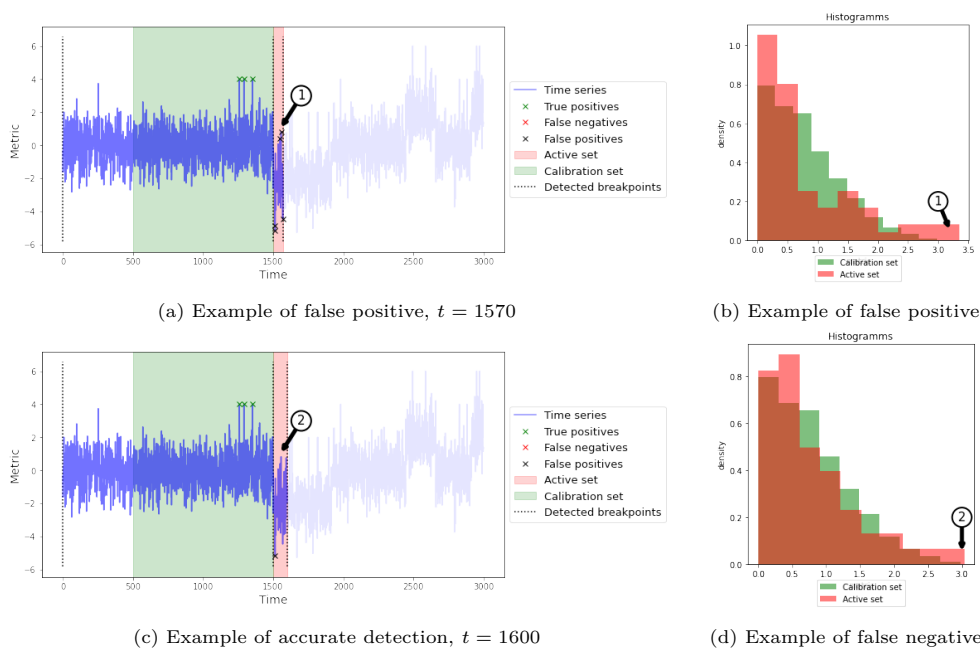 6
4
2
0
−2
−4
−6
Metric
0
500
1000
1500
2000
2500
3000
Time
1
Time series
True positives
False negatives
False positives
Active set
Calibration set
Detected breakpoints
(a) Example of false positive, t = 1570
Histogramms
1.0
0.8
0.6
0.4
0.2
0.0
density
0.0
0.5
1.0
1.5
2.0
2.5
3.0
3.5
1
Calibration set
Active set
(b) Example of false positive
6
4
2
0
−2
−4
−6
Metric
0
500
1000
1500
2000
2500
3000
Time
2
Time series
True positives
False negatives
False positives
Active set
Calibration set
Detected breakpoints
(c) Example of accurate detection, t = 1600
Histogramms
0.8
0.6
0.4
0.2
0.0
density
0.0
0.5
1.0
1.5
2.0
2.5
3.0
2
Calibration set
Active set
(d) Example of false negative